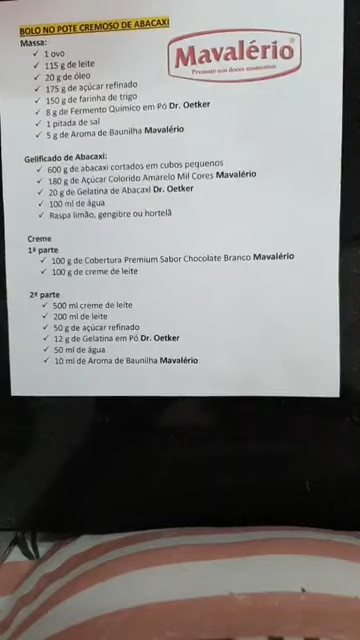 BOLO NO POTE CREMOSO DE ABACAXI
Mavalério
Presente nos doces momentos
Massa:
✓ 1 ovo
✓ 115 g de leite
✓ 20 g de óleo
✓ 175 g de açúcar refinado
✓ 150 g de farinha de trigo
✓ 8 g de Fermento Químico em Pó Dr. Oetker
✓ 1 pitada de sal
✓ 5 g de Aroma de Baunilha Mavalério
Gelificado de Abacaxi:
✓ 600 g de abacaxi cortados em cubos pequenos
✓ 180 g de Açúcar Colorido Amarelo Mil Cores Mavalério
✓ 20 g de Gelatina de Abacaxi Dr. Oetker
✓ 100 ml de água
✓ Raspa limão, gengibre ou hortelã
Creme
1ª parte
✓ 100 g de Cobertura Premium Sabor Chocolate Branco Mavalério
✓ 100 g de creme de leite
2ª parte
✓ 500 ml creme de leite
✓ 200 ml de leite
✓ 50 g de açúcar refinado
✓ 12 g de Gelatina em Pó Dr. Oetker
✓ 50 ml de água
✓ 10 ml de Aroma de Baunilha Mavalério